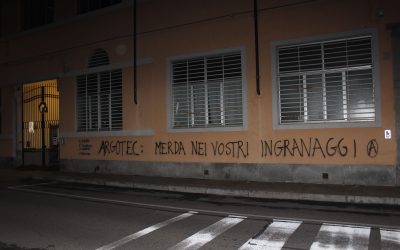 ARGOTEC: MERDA NEI VOSTRI INGRANAGGI Ⓐ